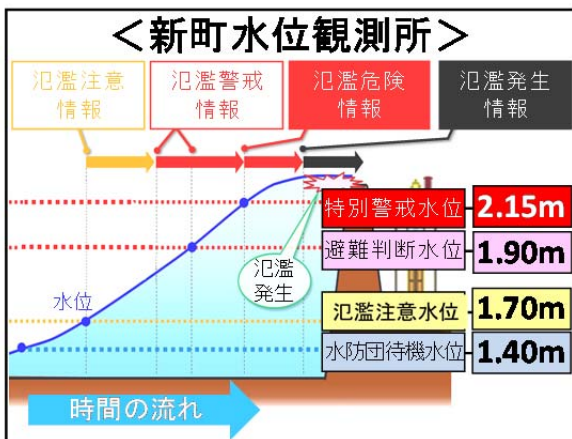 ＜新町水位観測所＞
氾濫注意
情報
氾濫警戒
情報
氾濫危険
情報
氾濫発生
情報
特別警戒水位 2.15m
避難判断水位 1.90m
氾濫
発生
水位
氾濫注意水位 1.70m
水防団待機水位 1.40m
時間の流れ